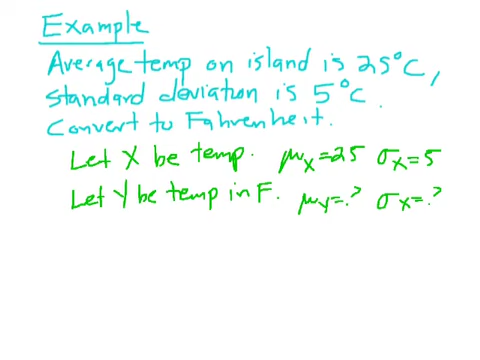 Example
Average temp on island is 25°C,
standard deviation is 5°C.
Convert to Fahrenheit.
Let X be temp. μx=25 σx=5
Let Y be temp in F. μy=? σx=?